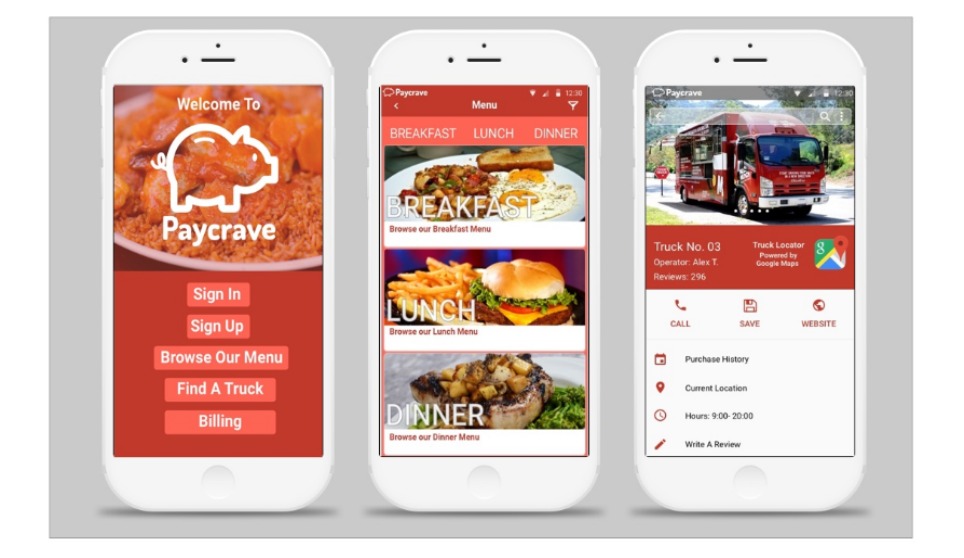 Welcome To
Paycrave
Sign In
Sign Up
Browse Our Menu
Find A Truck
Billing
Paycrave 12:30
Menu
BREAKFAST LUNCH DINNER
BREAKFAST
Browse our Breakfast Menu
LUNCH
Browse our Lunch Menu
DINNER
Browse our Dinner Menu
Paycrave 12:30
Truck No. 03
Operator: Alex T.
Reviews: 296
Truck Locator
Powered by
Google Maps
g
CALL SAVE WEBSITE
Purchase History
Current Location
Hours: 9:00- 20:00
Write A Review